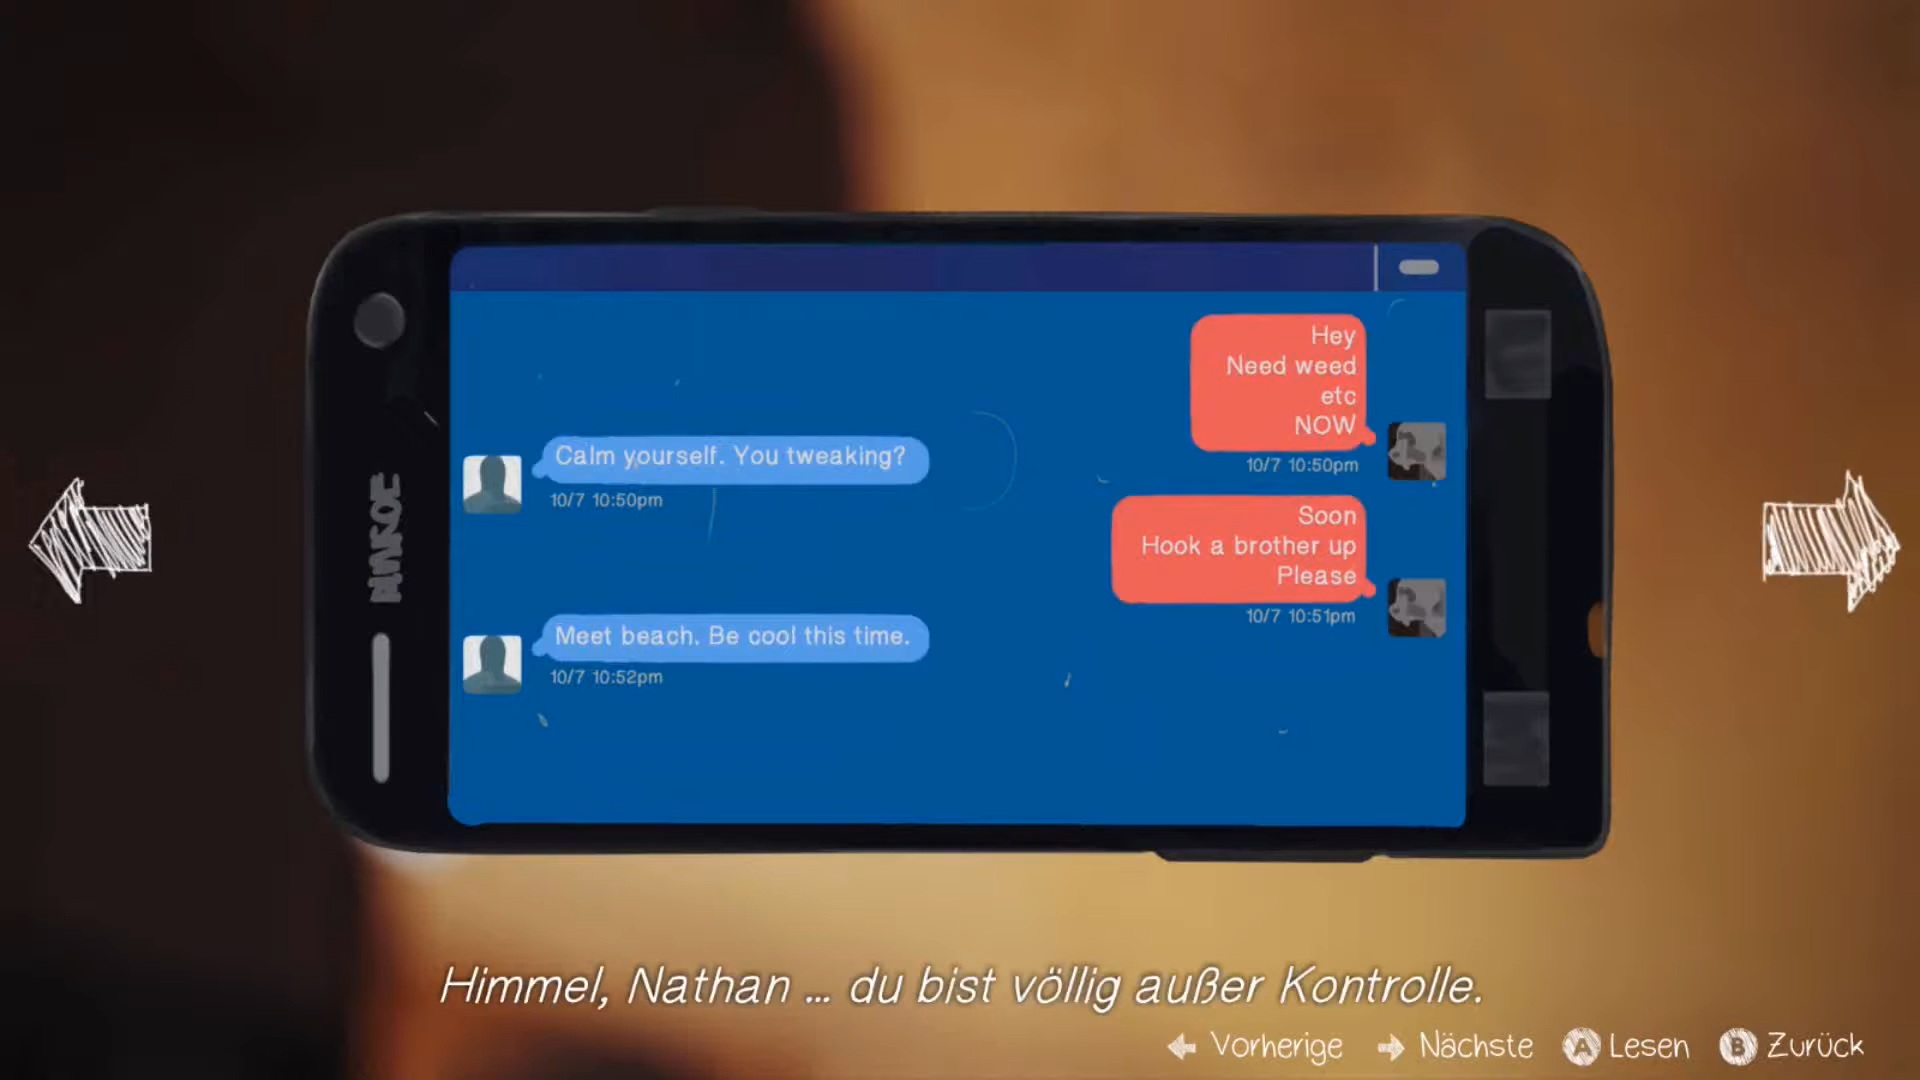 Hey
Need weed
etc
NOW
10/7 10:50pm
Calm yourself. You tweaking?
10/7 10:50pm
Soon
Hook a brother up
Please
10/7 10:51pm
Meet beach. Be cool this time.
10/7 10:52pm
Himmel, Nathan ... du bist völlig außer Kontrolle.
Vorherige Nächste A Lesen B Zurück